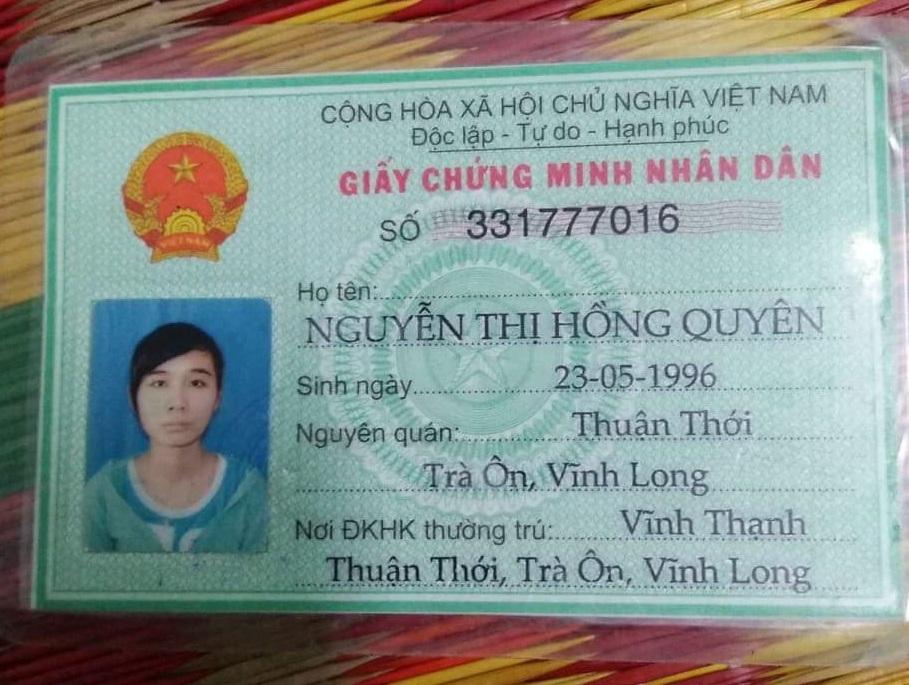 CỘNG HÒA XÃ HỘI CHỦ NGHĨA VIỆT NAM
Độc lập - Tự do - Hạnh phúc
GIẤY CHỨNG MINH NHÂN DÂN
SỐ 331777016
VIỆT NAM
Họ tên:
NGUYỄN THỊ HỒNG QUYÊN
Sinh ngày 23-05-1996
Nguyên quán: Thuận Thới
Trà Ôn, Vĩnh Long
Nơi ĐKHK thường trú: Vĩnh Thạnh
Thuận Thới, Trà Ôn, Vĩnh Long